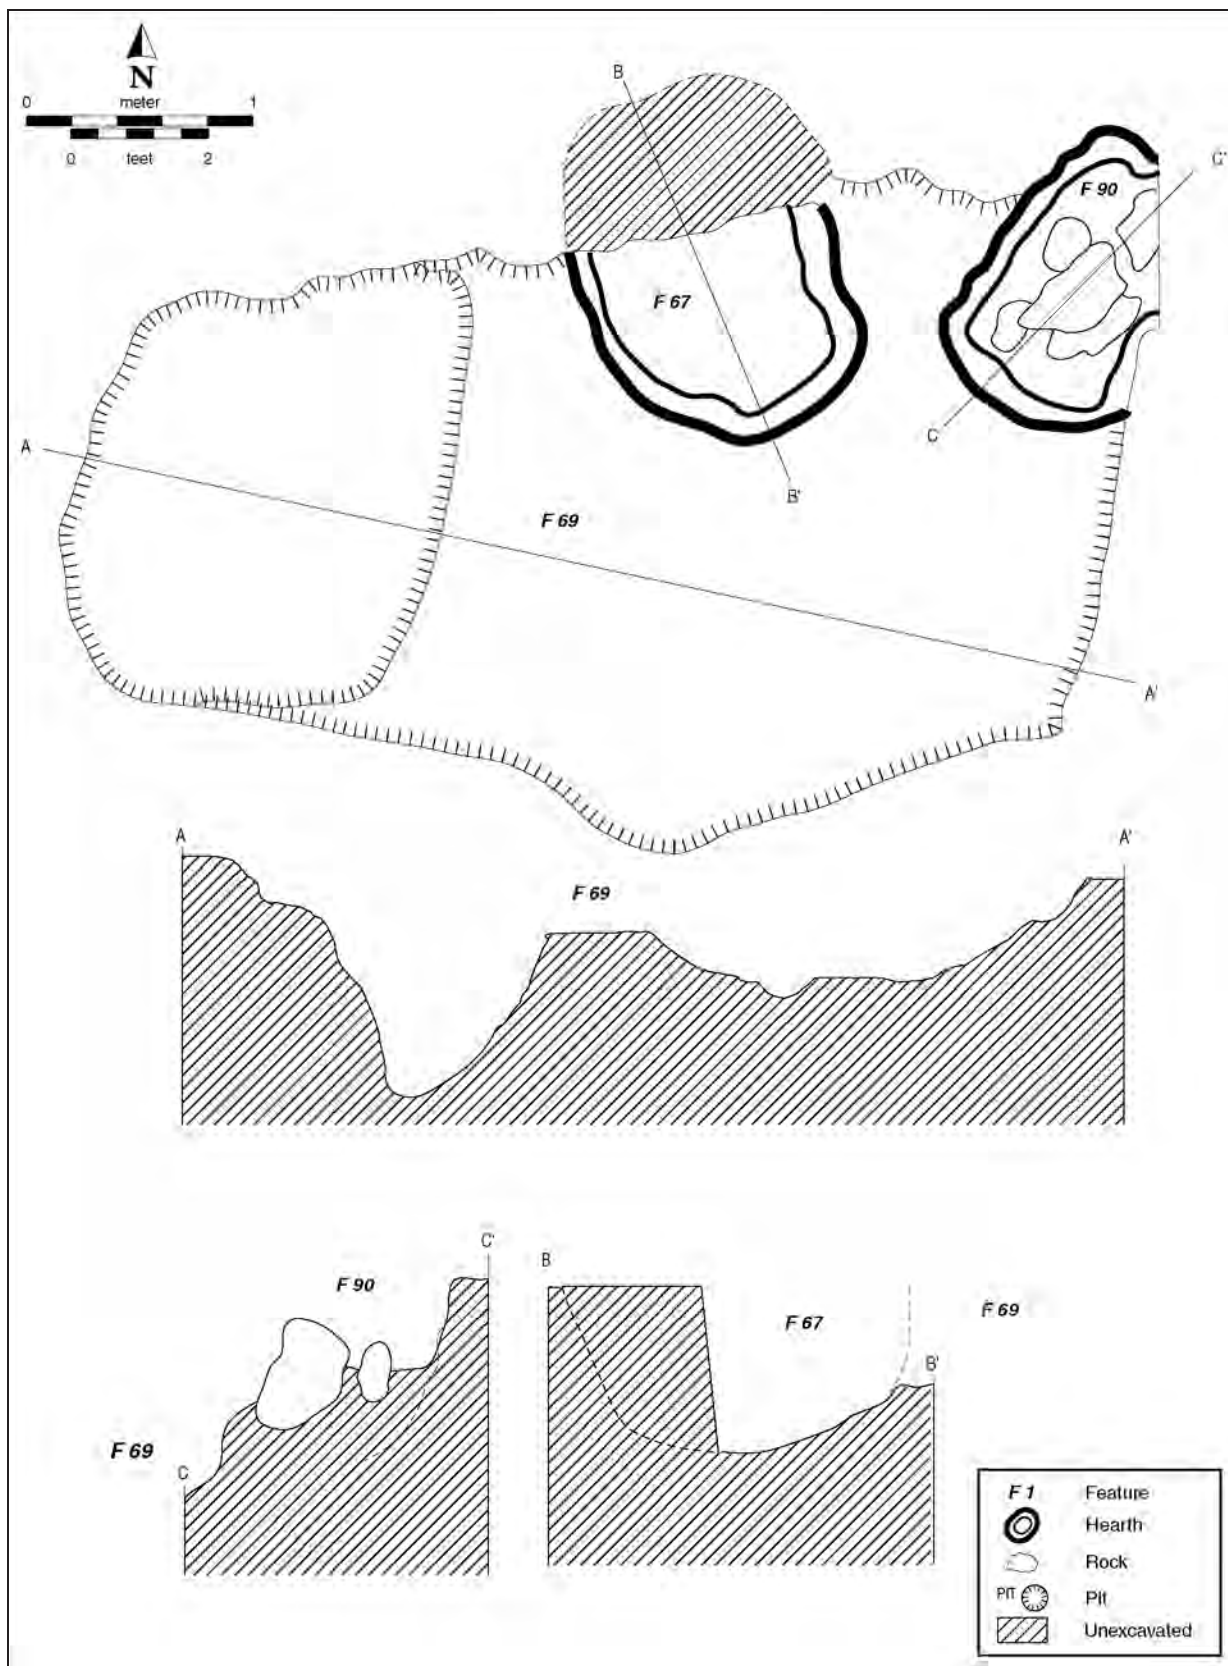 N
0 meter 1
0 feet 2
B
C'
F 90
F 67
A
C
B'
F 69
A'
A
A'
F 69
C'
B
F 90
F 67
F 69
B'
F 69
C
F 1 Feature
Hearth
Rock
PIT Pit
Unexcavated